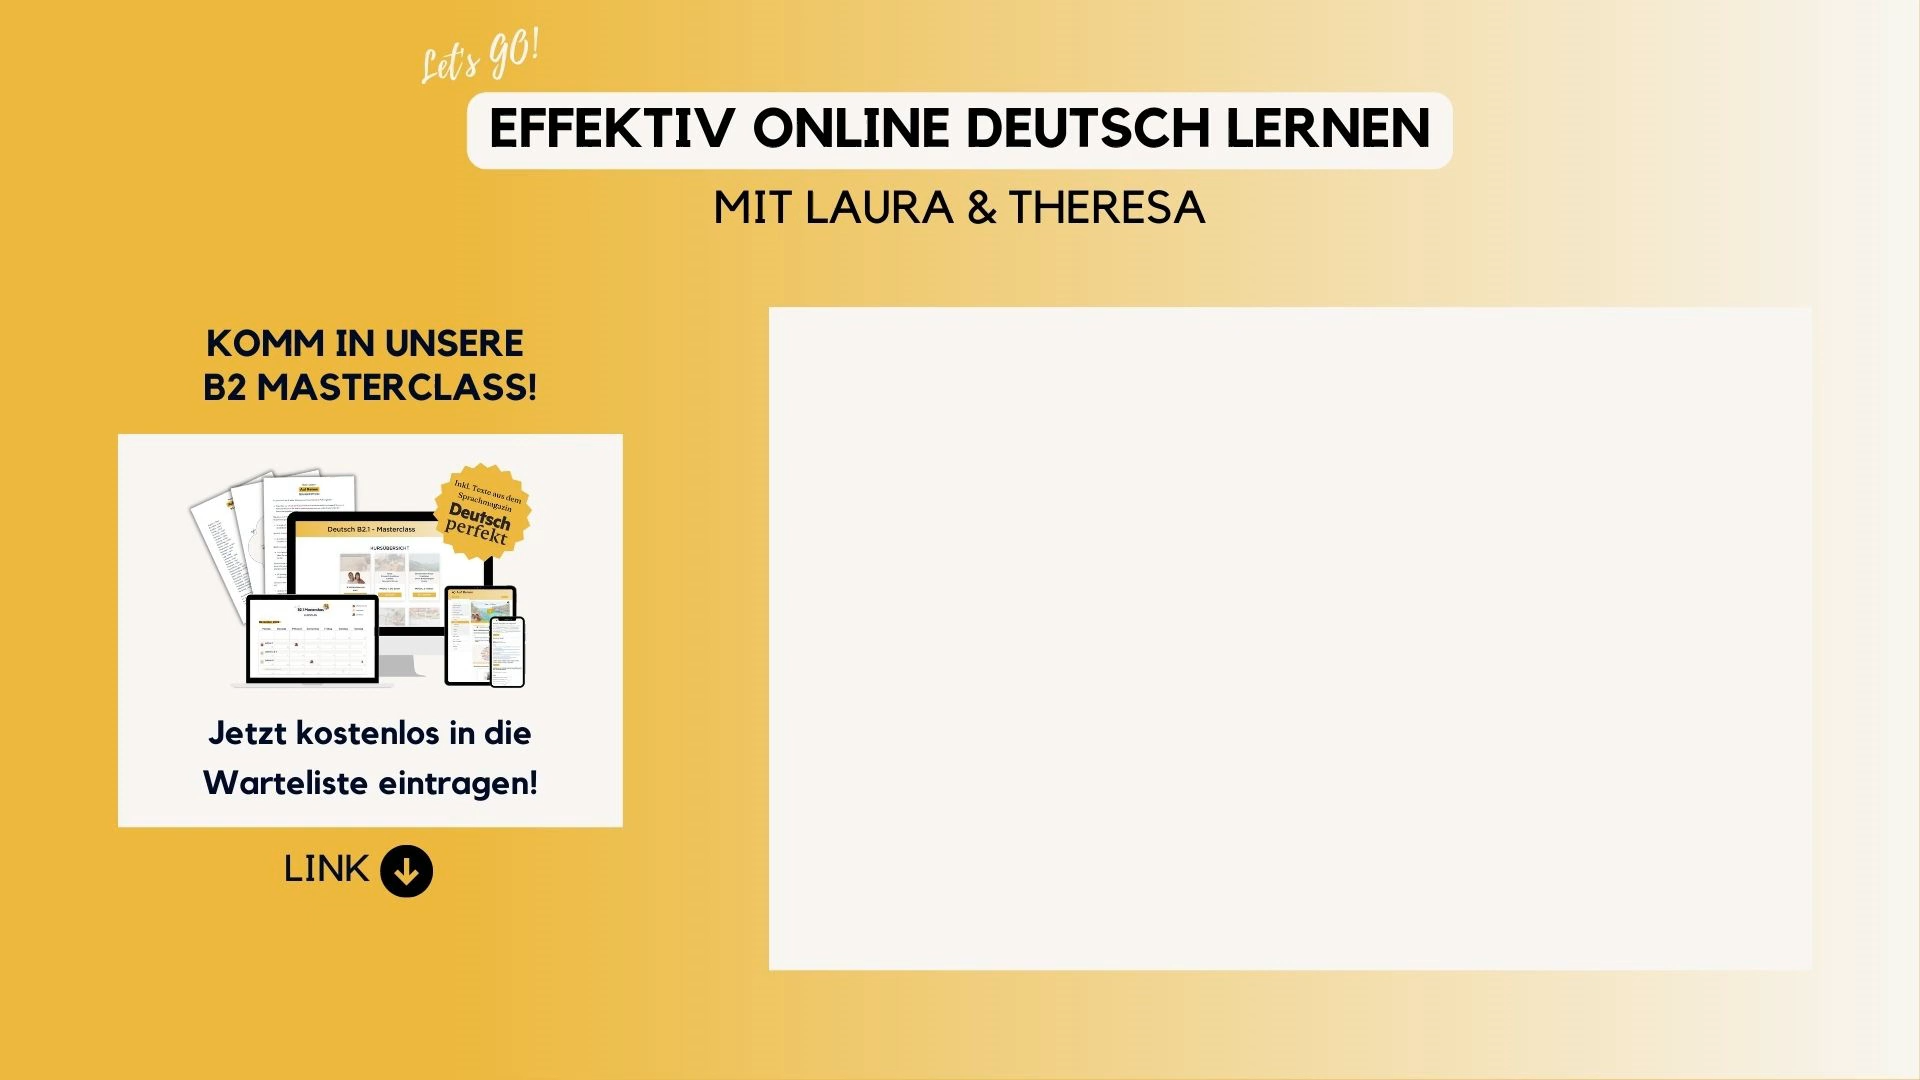 Let's GO!
EFFEKTIV ONLINE DEUTSCH LERNEN
MIT LAURA & THERESA
KOMM IN UNSERE
B2 MASTERCLASS!
Inkl. Texte aus dem
Sprachmagazin
Deutsch
perfekt
Deutsch B2.1 - Masterclass
KURSÜBERSICHT
Jetzt kostenlos in die
Warteliste eintragen!
LINK